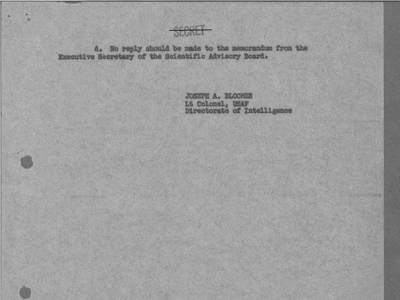 SECRET
d. No reply should be made to the memorandum from the
Executive Secretary of the Scientific Advisory Board.
JOSEPH A. BLOOMER
Lt Colonel, USAF
Directorate of Intelligence